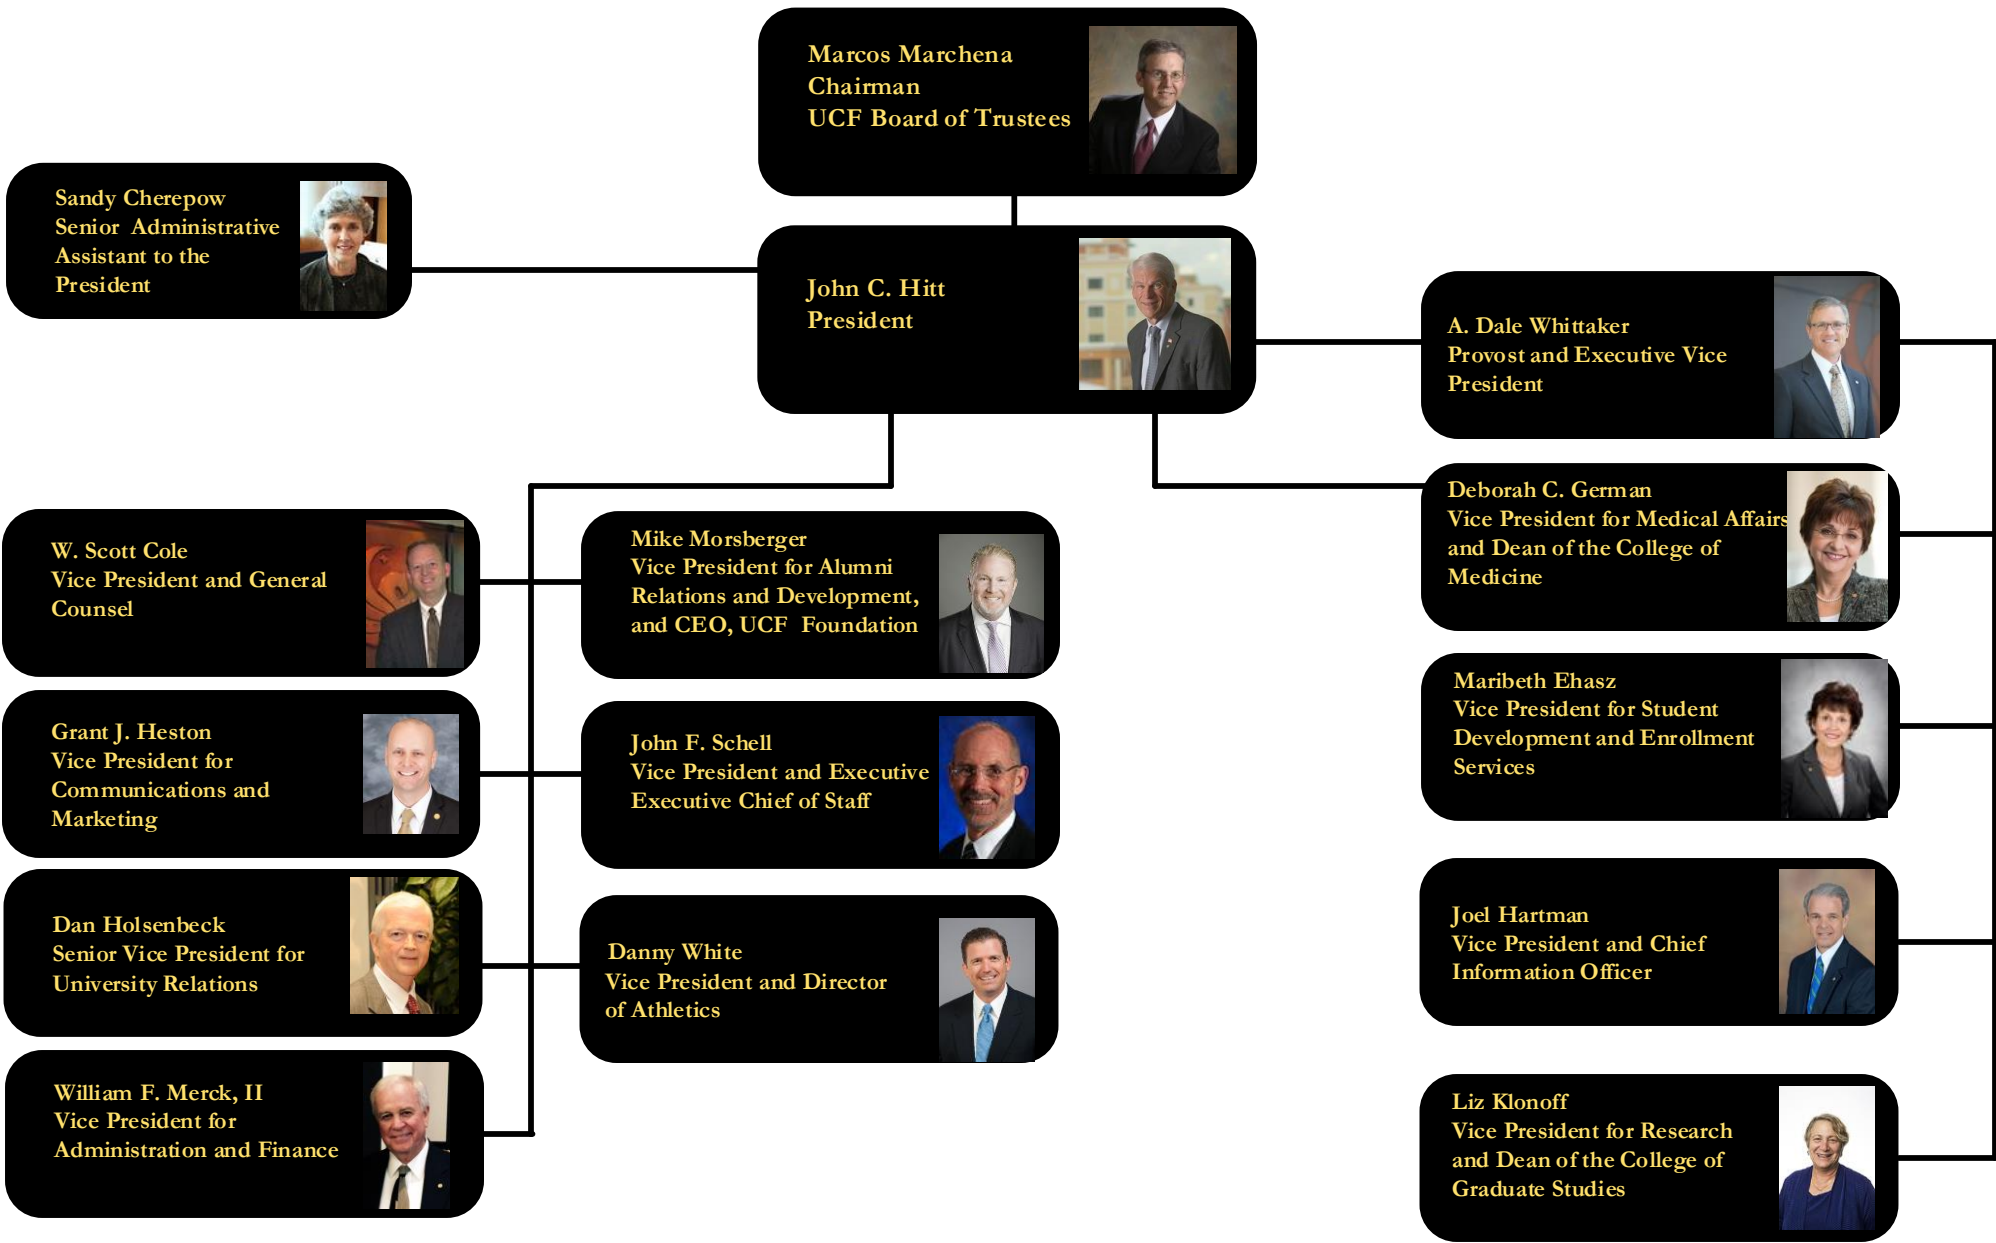 Marcos Marchena
Chairman
UCF Board of Trustees
Sandy Cherepow
Senior Administrative
Assistant to the
President
John C. Hitt
President
A. Dale Whittaker
Provost and Executive Vice
President
W. Scott Cole
Vice President and General
Counsel
Mike Morsberger
Vice President for Alumni
Relations and Development,
and CEO, UCF Foundation
Deborah C. German
Vice President for Medical Affairs
and Dean of the College of
Medicine
Grant J. Heston
Vice President for
Communications and
Marketing
John F. Schell
Vice President and Executive
Executive Chief of Staff
Maribeth Ehasz
Vice President for Student
Development and Enrollment
Services
Dan Holsenbeck
Senior Vice President for
University Relations
Danny White
Vice President and Director
of Athletics
Joel Hartman
Vice President and Chief
Information Officer
William F. Merck, II
Vice President for
Administration and Finance
Liz Klonoff
Vice President for Research
and Dean of the College of
Graduate Studies